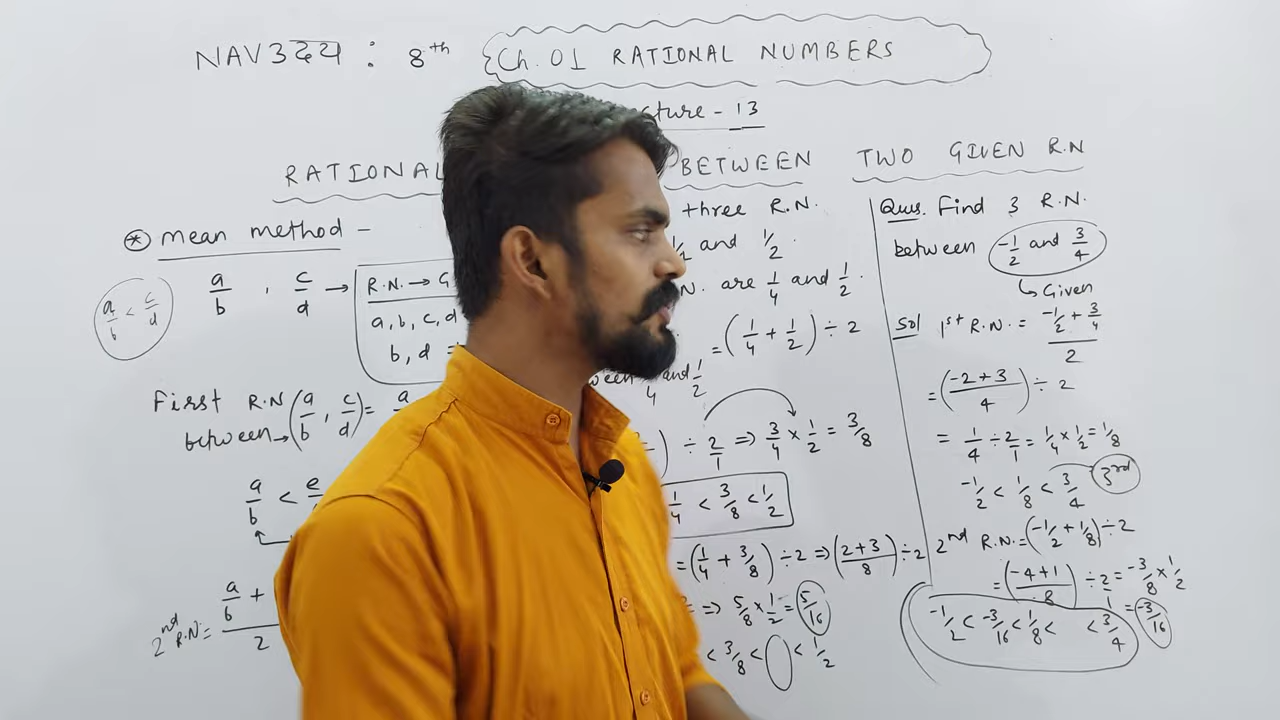 NAV3दय : 8th Ch. 01 RATIONAL NUMBERS
cture - 13
RATIONAL BETWEEN TWO GIVEN R.N
* mean method -
a/b , c/d → R.N. → G
a/b < c/d
a, b, c, d
b, d =
First R.N between → (a/b, c/d) = a
a/b < e
2nd R.N. = a/b + / 2
three R.N.
1/2 and 1/2.
N. are 1/4 and 1/2.
= (1/4 + 1/2) ÷ 2
ween 1/4 and 1/2
) ÷ 2/1 ⇒ 3/4 × 1/2 = 3/8
1/4 < 3/8 < 1/2
= (1/4 + 3/8) ÷ 2 ⇒ (2+3/8) ÷ 2
⇒ 5/8 × 1/2 = 5/16
< 3/8 < < 1/2
Ques. Find 3 R.N.
between -1/2 and 3/4
Given
Sol 1st R.N. = -1/2 + 3/4 / 2
= (-2+3/4) ÷ 2
= 1/4 ÷ 2/1 = 1/4 × 1/2 = 1/8
-1/2 < 1/8 < 3/4 3rd
2nd R.N. = (-1/2 + 1/8) ÷ 2
= (-4+1/8) ÷ 2/1 = -3/8 × 1/2
= -3/16
-1/2 < -3/16 < 1/8 < < 3/4